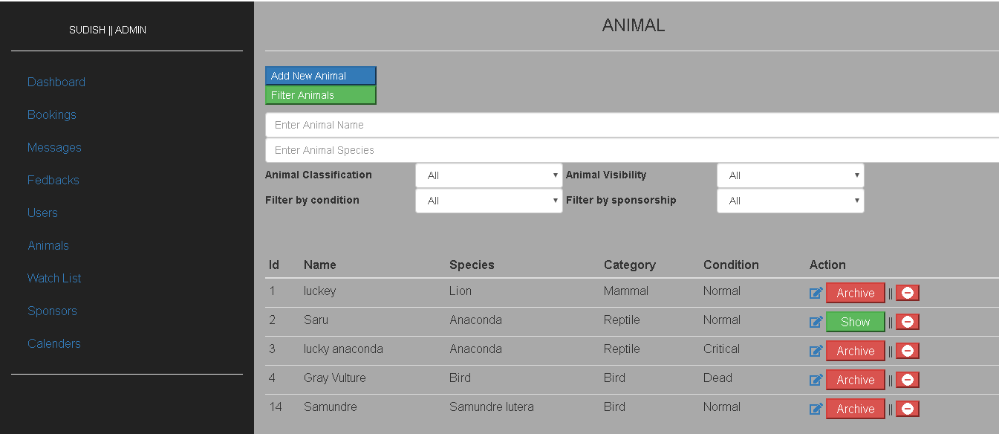 SUDISH || ADMIN
Dashboard
Bookings
Messages
Fedbacks
Users
Animals
Watch List
Sponsors
Calenders
ANIMAL
Add New Animal
Filter Animals
Enter Animal Name
Enter Animal Species
Animal Classification All Animal Visibility All
Filter by condition All Filter by sponsorship All
Id Name Species Category Condition Action
1 luckey Lion Mammal Normal Archive ||
2 Saru Anaconda Reptile Normal Show ||
3 lucky anaconda Anaconda Reptile Critical Archive ||
4 Gray Vulture Bird Bird Dead Archive ||
14 Samundre Samundre lutera Bird Normal Archive ||